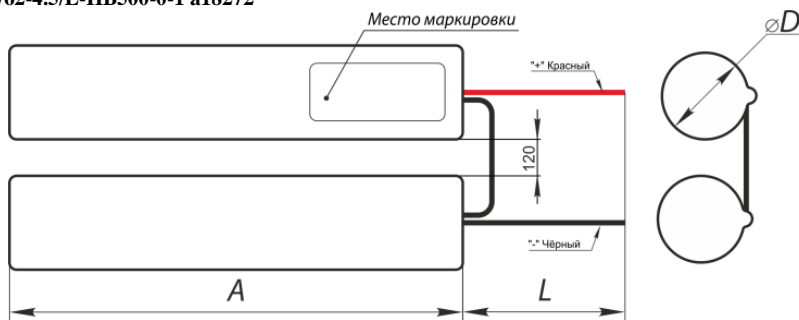 Место маркировки
⌀D
"+" Красный
120
"-" Чёрный
A
L